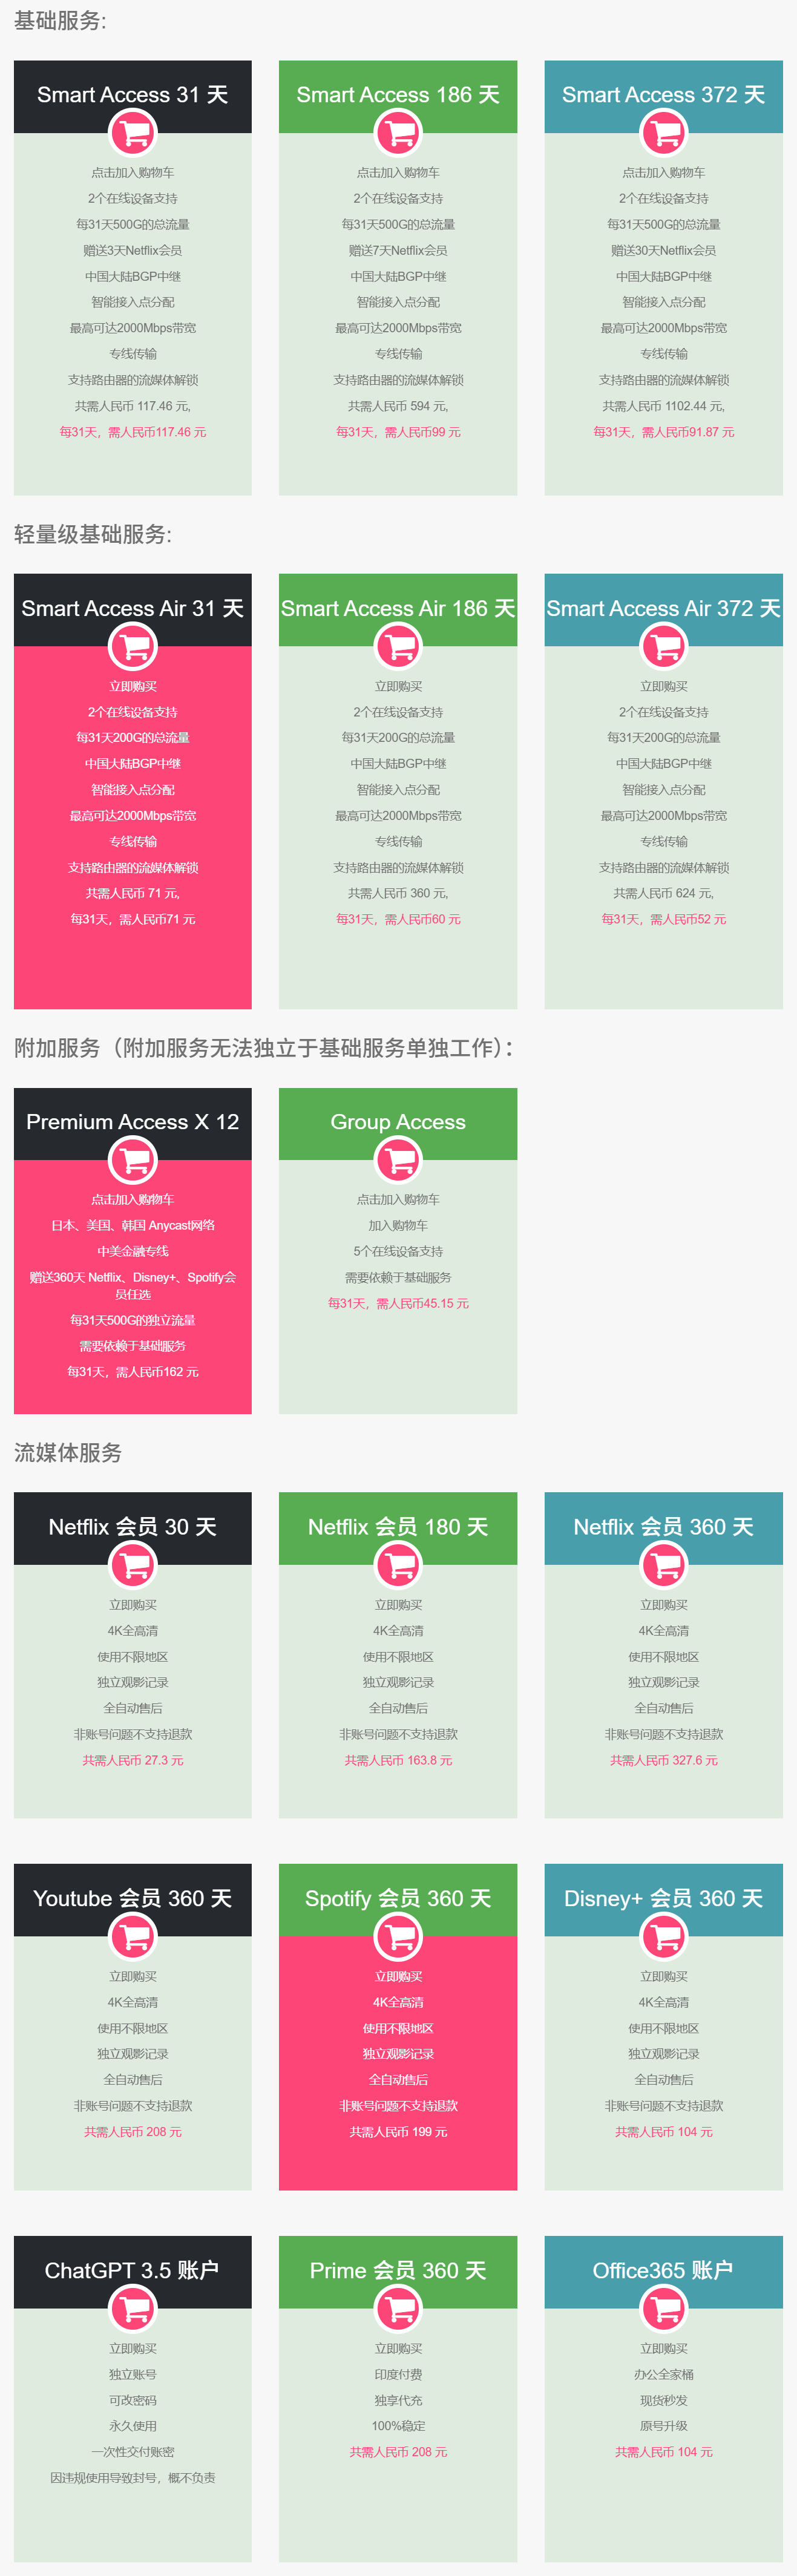 基础服务:
Smart Access 31 天
点击加入购物车
2个在线设备支持
每31天500G的总流量
赠送3天Netflix会员
中国大陆BGP中继
智能接入点分配
最高可达2000Mbps带宽
专线传输
支持路由器的流媒体解锁
共需人民币 117.46 元,
每31天，需人民币117.46 元
Smart Access 186 天
点击加入购物车
2个在线设备支持
每31天500G的总流量
赠送7天Netflix会员
中国大陆BGP中继
智能接入点分配
最高可达2000Mbps带宽
专线传输
支持路由器的流媒体解锁
共需人民币 594 元,
每31天，需人民币99 元
Smart Access 372 天
点击加入购物车
2个在线设备支持
每31天500G的总流量
赠送30天Netflix会员
中国大陆BGP中继
智能接入点分配
最高可达2000Mbps带宽
专线传输
支持路由器的流媒体解锁
共需人民币 1102.44 元,
每31天，需人民币91.87 元
轻量级基础服务:
Smart Access Air 31 天
立即购买
2个在线设备支持
每31天200G的总流量
中国大陆BGP中继
智能接入点分配
最高可达2000Mbps带宽
专线传输
支持路由器的流媒体解锁
共需人民币 71 元,
每31天，需人民币71 元
Smart Access Air 186 天
立即购买
2个在线设备支持
每31天200G的总流量
中国大陆BGP中继
智能接入点分配
最高可达2000Mbps带宽
专线传输
支持路由器的流媒体解锁
共需人民币 360 元,
每31天，需人民币60 元
Smart Access Air 372 天
立即购买
2个在线设备支持
每31天200G的总流量
中国大陆BGP中继
智能接入点分配
最高可达2000Mbps带宽
专线传输
支持路由器的流媒体解锁
共需人民币 624 元,
每31天，需人民币52 元
附加服务（附加服务无法独立于基础服务单独工作）:
Premium Access X 12
点击加入购物车
日本、美国、韩国 Anycast网络
中美金融专线
赠送360天 Netflix、Disney+、Spotify会
员任选
每31天500G的独立流量
需要依赖于基础服务
每31天，需人民币162 元
Group Access
点击加入购物车
加入购物车
5个在线设备支持
需要依赖于基础服务
每31天，需人民币45.15 元
流媒体服务
Netflix 会员 30 天
立即购买
4K全高清
使用不限地区
独立观影记录
全自动售后
非账号问题不支持退款
共需人民币 27.3 元
Netflix 会员 180 天
立即购买
4K全高清
使用不限地区
独立观影记录
全自动售后
非账号问题不支持退款
共需人民币 163.8 元
Netflix 会员 360 天
立即购买
4K全高清
使用不限地区
独立观影记录
全自动售后
非账号问题不支持退款
共需人民币 327.6 元
Youtube 会员 360 天
立即购买
4K全高清
使用不限地区
独立观影记录
全自动售后
非账号问题不支持退款
共需人民币 208 元
Spotify 会员 360 天
立即购买
4K全高清
使用不限地区
独立观影记录
全自动售后
非账号问题不支持退款
共需人民币 199 元
Disney+ 会员 360 天
立即购买
4K全高清
使用不限地区
独立观影记录
全自动售后
非账号问题不支持退款
共需人民币 104 元
ChatGPT 3.5 账户
立即购买
独立账号
可改密码
永久使用
一次性交付账密
因违规使用导致封号，概不负责
Prime 会员 360 天
立即购买
印度付费
独享代充
100%稳定
共需人民币 208 元
Office365 账户
立即购买
办公全家桶
现货秒发
原号升级
共需人民币 104 元